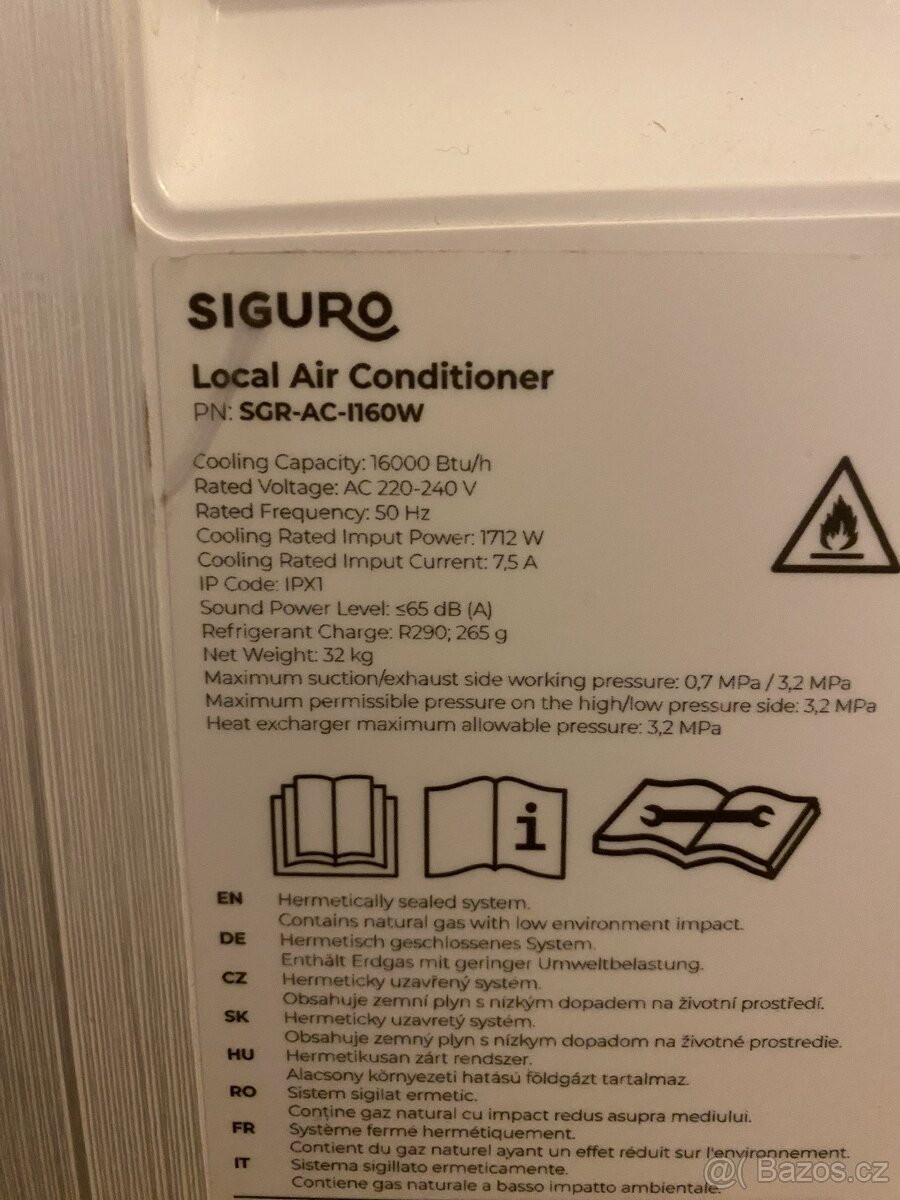 SIGURO
Local Air Conditioner
PN: SGR-AC-I160W
Cooling Capacity: 16000 Btu/h
Rated Voltage: AC 220-240 V
Rated Frequency: 50 Hz
Cooling Rated Imput Power: 1712 W
Cooling Rated Imput Current: 7,5 A
IP Code: IPX1
Sound Power Level: ≤65 dB (A)
Refrigerant Charge: R290; 265 g
Net Weight: 32 kg
Maximum suction/exhaust side working pressure: 0,7 MPa / 3,2 MPa
Maximum permissible pressure on the high/low pressure side: 3,2 MPa
Heat excharger maximum allowable pressure: 3,2 MPa
i
EN Hermetically sealed system.
Contains natural gas with low environment impact.
DE Hermetisch geschlossenes System.
Enthält Erdgas mit geringer Umweltbelastung.
CZ Hermeticky uzavřený systém.
Obsahuje zemní plyn s nízkým dopadem na životní prostředí.
SK Hermeticky uzavretý systém.
Obsahuje zemný plyn s nízkym dopadom na životné prostredie.
HU Hermetikusan zárt rendszer.
Alacsony környezeti hatású földgázt tartalmaz.
RO Sistem sigilat ermetic.
Conține gaz natural cu impact redus asupra mediului.
FR Système fermé hermétiquement.
Contient du gaz naturel ayant un effet réduit sur l'environnement.
IT Sistema sigillato ermeticamente.
Contiene gas naturale a basso impatto ambientale.
@( Bazos.cz